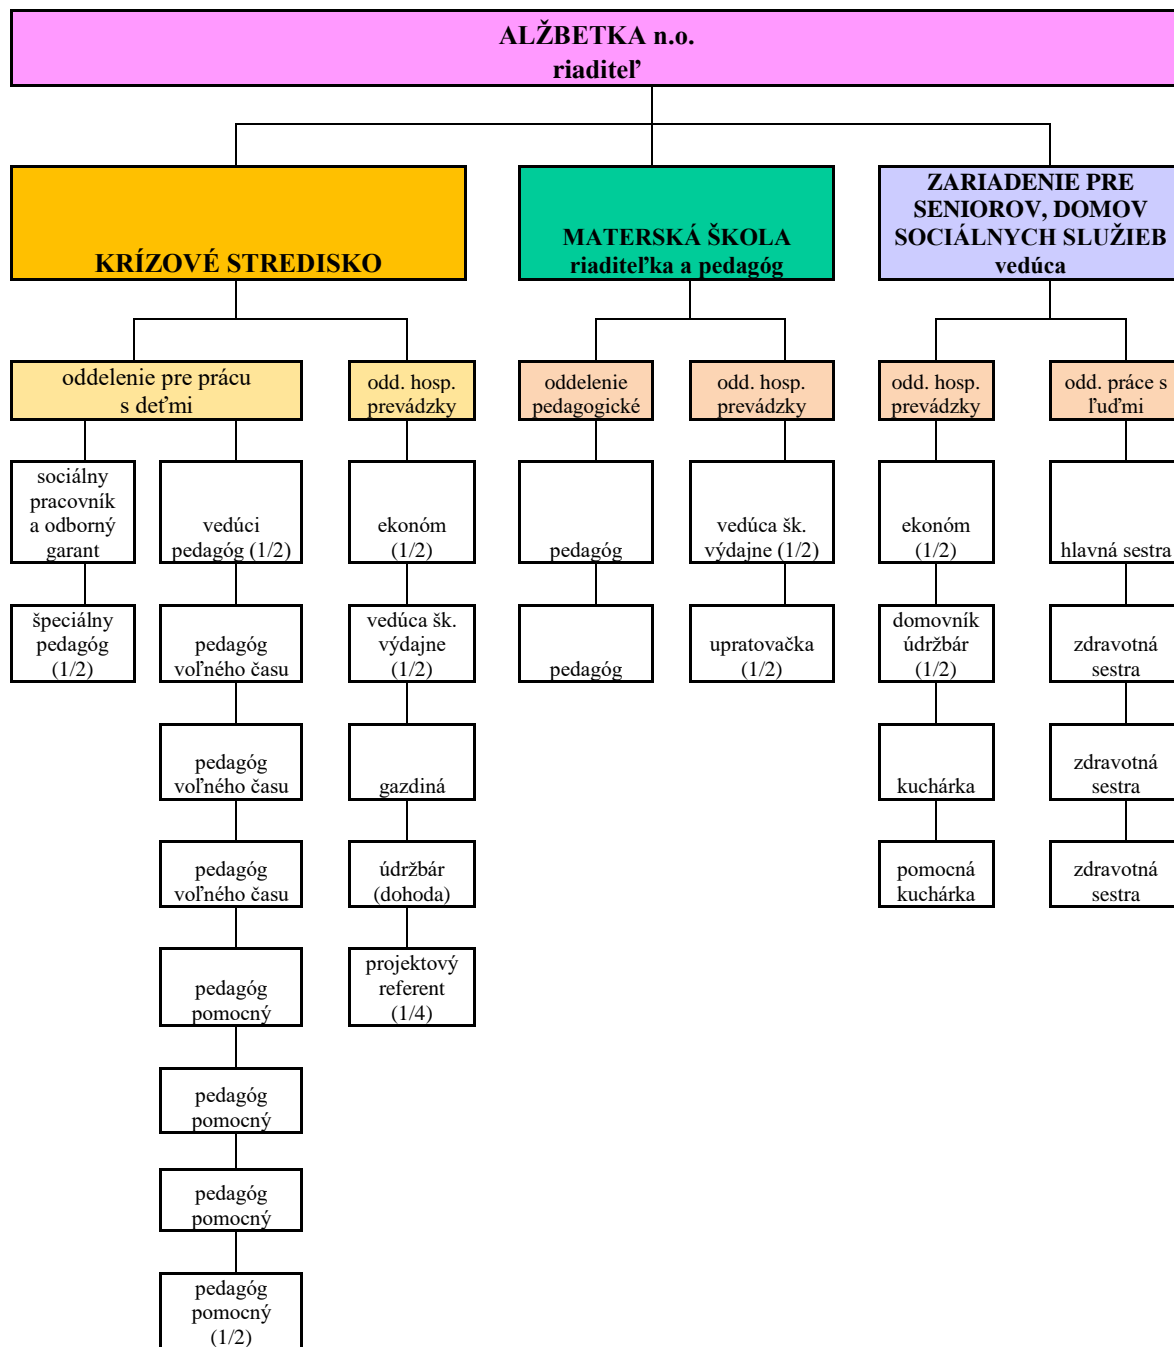 ALŽBETKA n.o.
riaditeľ
KRÍZOVÉ STREDISKO
MATERSKÁ ŠKOLA
riaditeľka a pedagóg
ZARIADENIE PRE
SENIOROV, DOMOV
SOCIÁLNYCH SLUŽIEB
vedúca
oddelenie pre prácu
s deťmi
odd. hosp.
prevádzky
oddelenie
pedagogické
odd. hosp.
prevádzky
odd. hosp.
prevádzky
odd. práce s
ľuďmi
sociálny
pracovník
a odborný
garant
vedúci
pedagóg (1/2)
ekonóm
(1/2)
pedagóg
vedúca šk.
výdajne (1/2)
ekonóm
(1/2)
hlavná sestra
špeciálny
pedagóg
(1/2)
pedagóg
voľného času
vedúca šk.
výdajne
(1/2)
pedagóg
upratovačka
(1/2)
domovník
údržbár
(1/2)
zdravotná
sestra
pedagóg
voľného času
gazdiná
kuchárka
zdravotná
sestra
pedagóg
voľného času
údržbár
(dohoda)
pomocná
kuchárka
zdravotná
sestra
pedagóg
pomocný
projektový
referent
(1/4)
pedagóg
pomocný
pedagóg
pomocný
pedagóg
pomocný
(1/2)